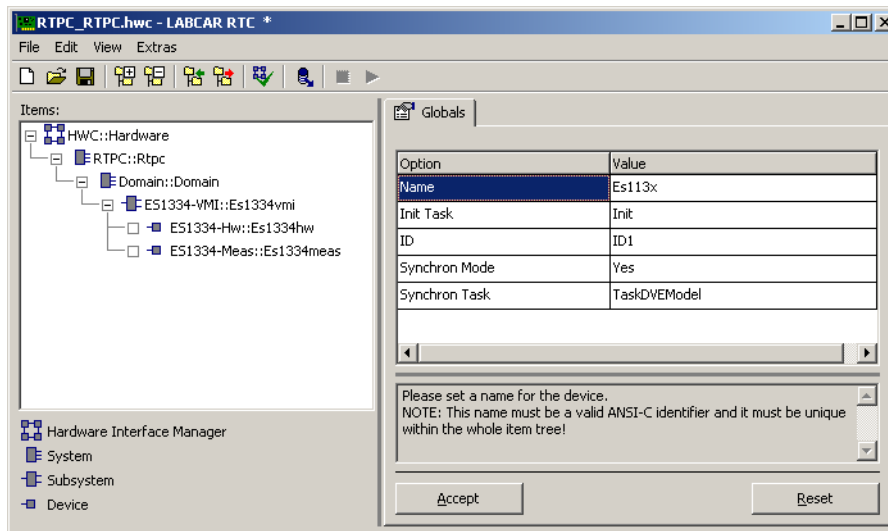 RTPC_RTPC.hwc - LABCAR RTC *
File Edit View Extras
Items:
HWC::Hardware
RTPC::Rtpc
Domain::Domain
ES1334-VMI::Es1334vmi
ES1334-Hw::Es1334hw
ES1334-Meas::Es1334meas
Hardware Interface Manager
System
Subsystem
Device
Globals
Option Value
Name Es113x
Init Task Init
ID ID1
Synchron Mode Yes
Synchron Task TaskDVEModel
Please set a name for the device.
NOTE: This name must be a valid ANSI-C identifier and it must be unique
within the whole item tree!
Accept Reset